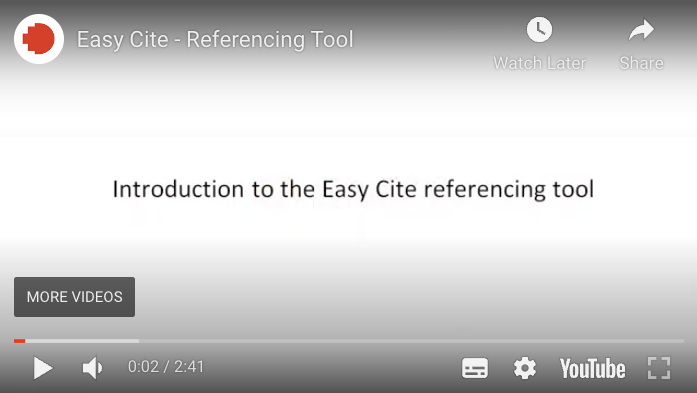 Easy Cite - Referencing Tool
Watch Later
Share
Introduction to the Easy Cite referencing tool
MORE VIDEOS
0:02 / 2:41
YouTube